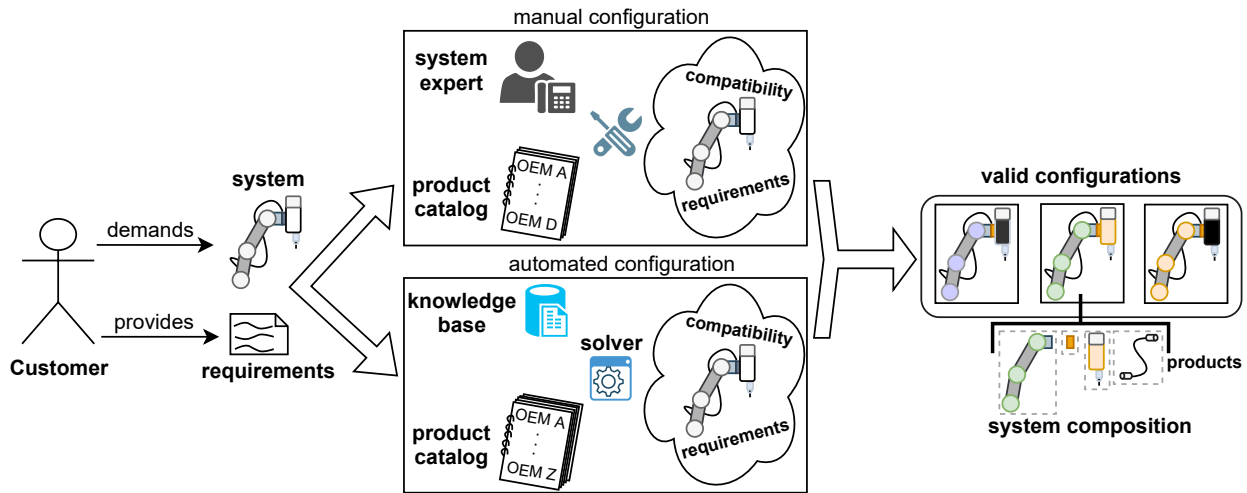 manual configuration
system
expert
compatibility
product
catalog
OEM A
OEM D
requirements
system
demands
provides
Customer
requirements
automated configuration
knowledge
base
solver
compatibility
product
catalog
OEM A
OEM Z
requirements
valid configurations
products
system composition